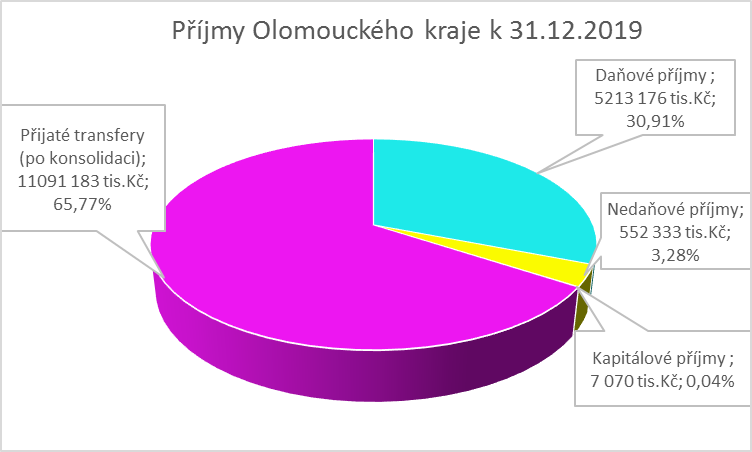 Příjmy Olomouckého kraje k 31.12.2019
Daňové příjmy ;
5213 176 tis.Kč;
30,91%
Přijaté transfery
(po konsolidaci);
11091 183 tis.Kč;
65,77%
Nedaňové příjmy;
552 333 tis.Kč;
3,28%
Kapitálové příjmy ;
7 070 tis.Kč; 0,04%